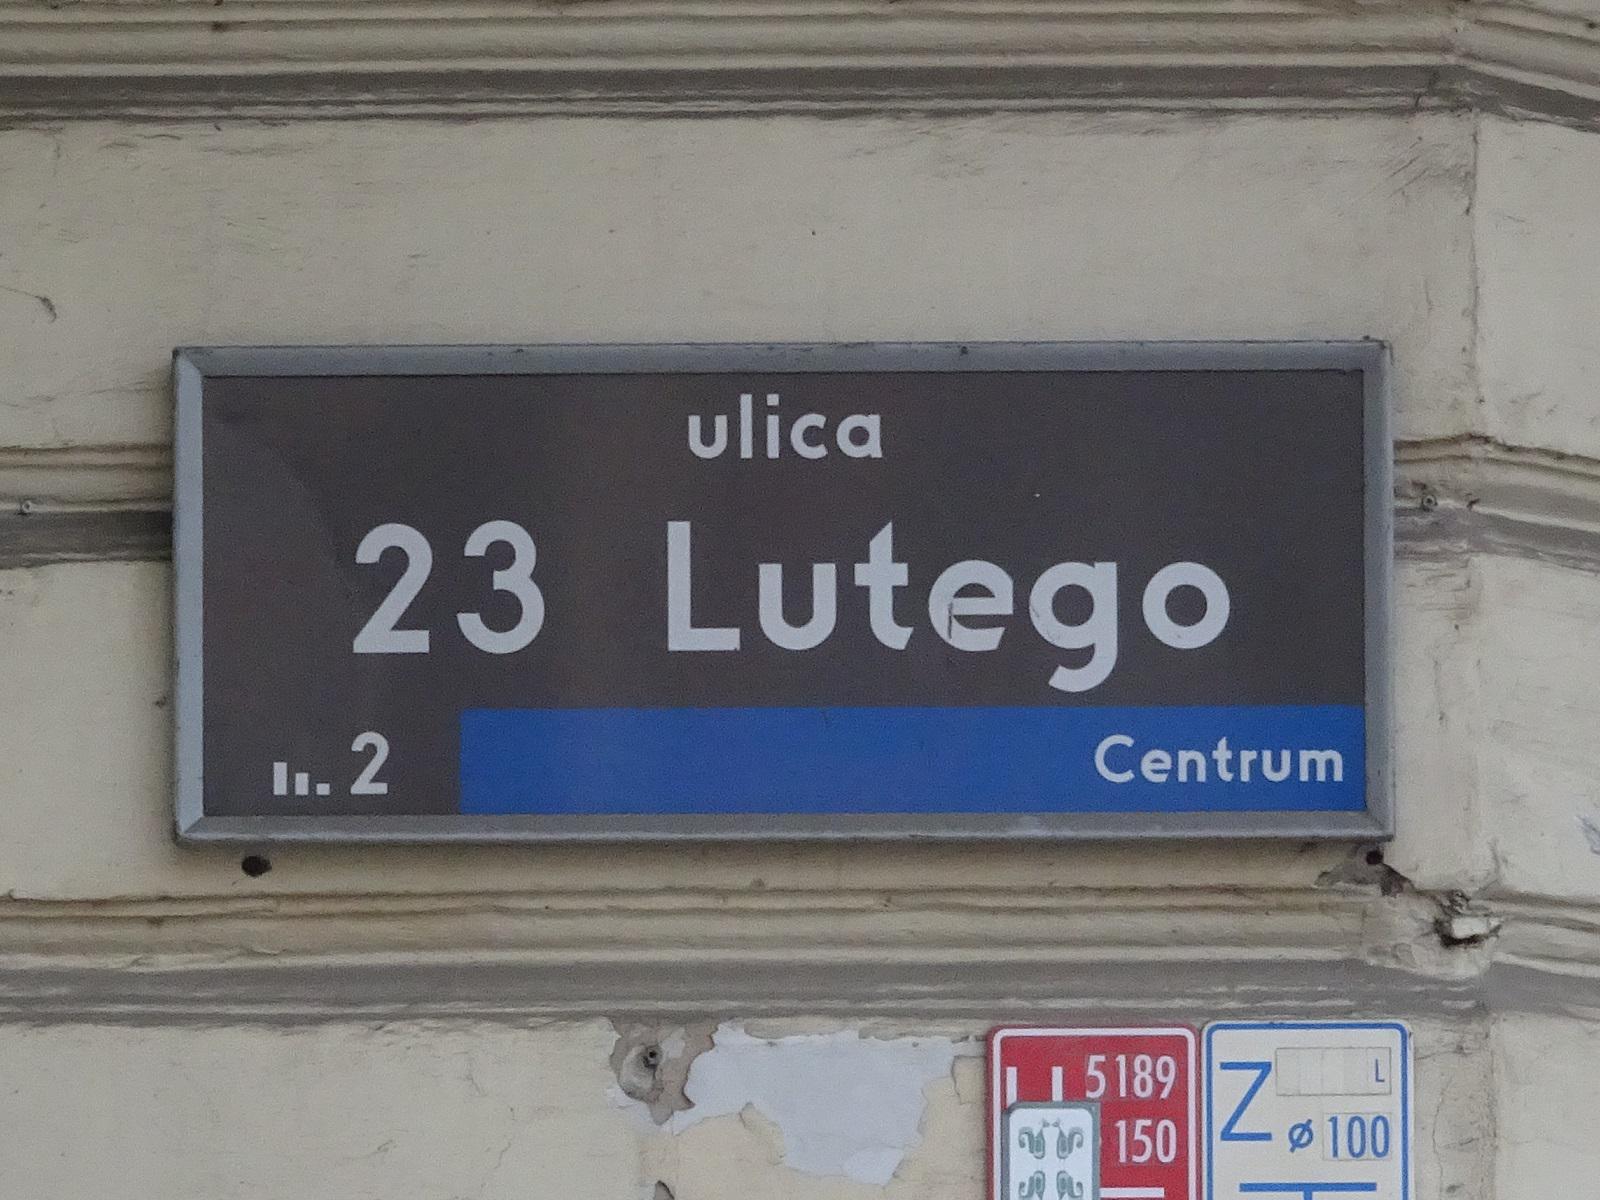 ulica
23 Lutego
2
Centrum
5189
150
Z L
ø 100